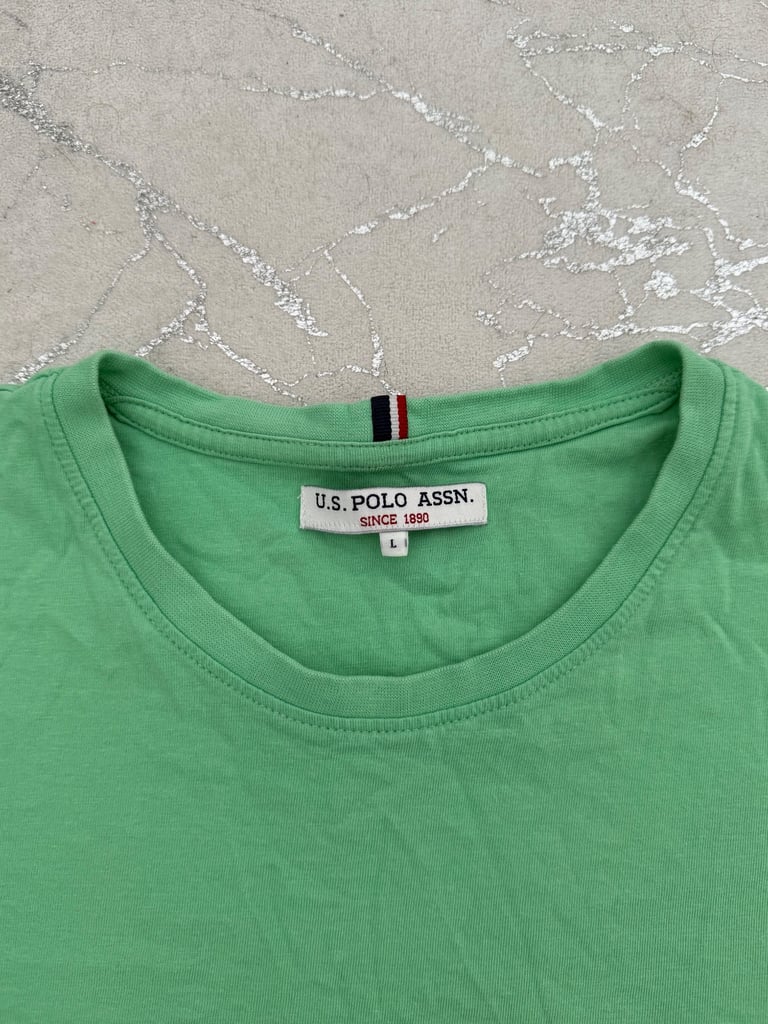 U.S. POLO ASSN.
SINCE 1890
L